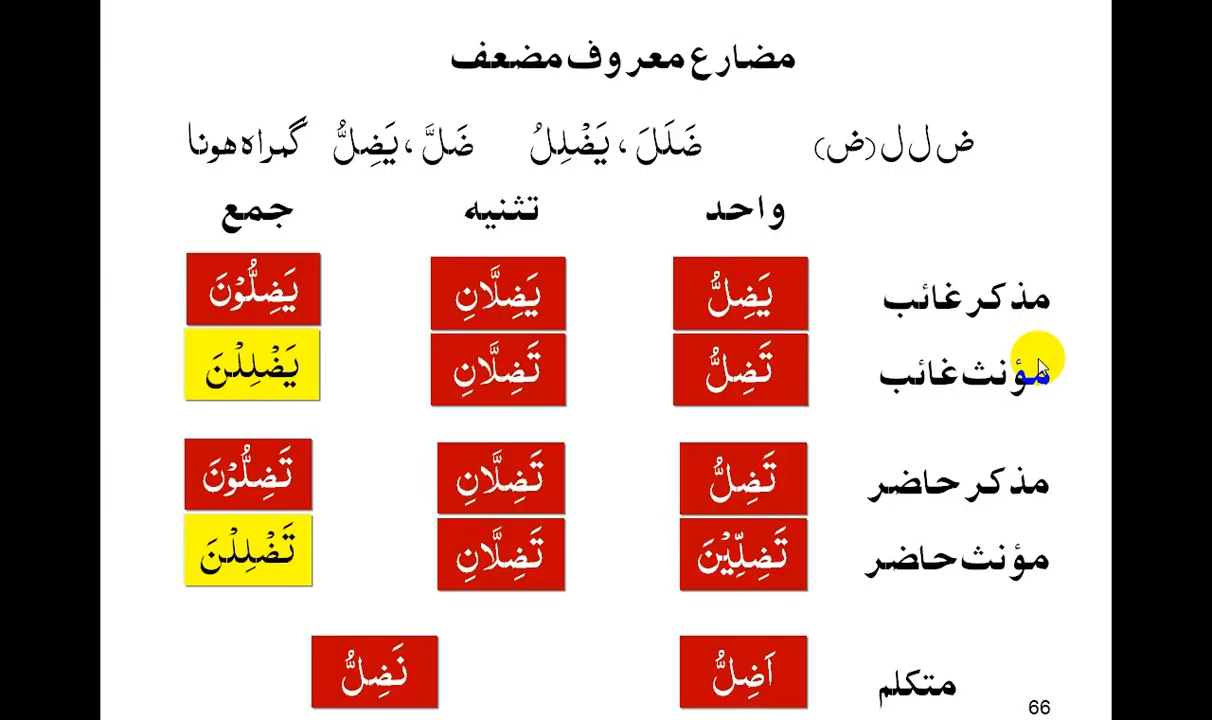 مضارع معروف مضعف
ض ل ل (ض) ضَلَلَ ، يَضْلِلُ ضَلَّ ، يَضِلُّ گمراہ ہونا
واحد تثنیہ جمع
مذکر غائب يَضِلُّ يَضِلَّانِ يَضِلُّوْنَ
مؤنث غائب تَضِلُّ تَضِلَّانِ يَضْلِلْنَ
مذکر حاضر تَضِلُّ تَضِلَّانِ تَضِلُّوْنَ
مؤنث حاضر تَضِلِّيْنَ تَضِلَّانِ تَضْلِلْنَ
متکلم اَضِلُّ نَضِلُّ
66